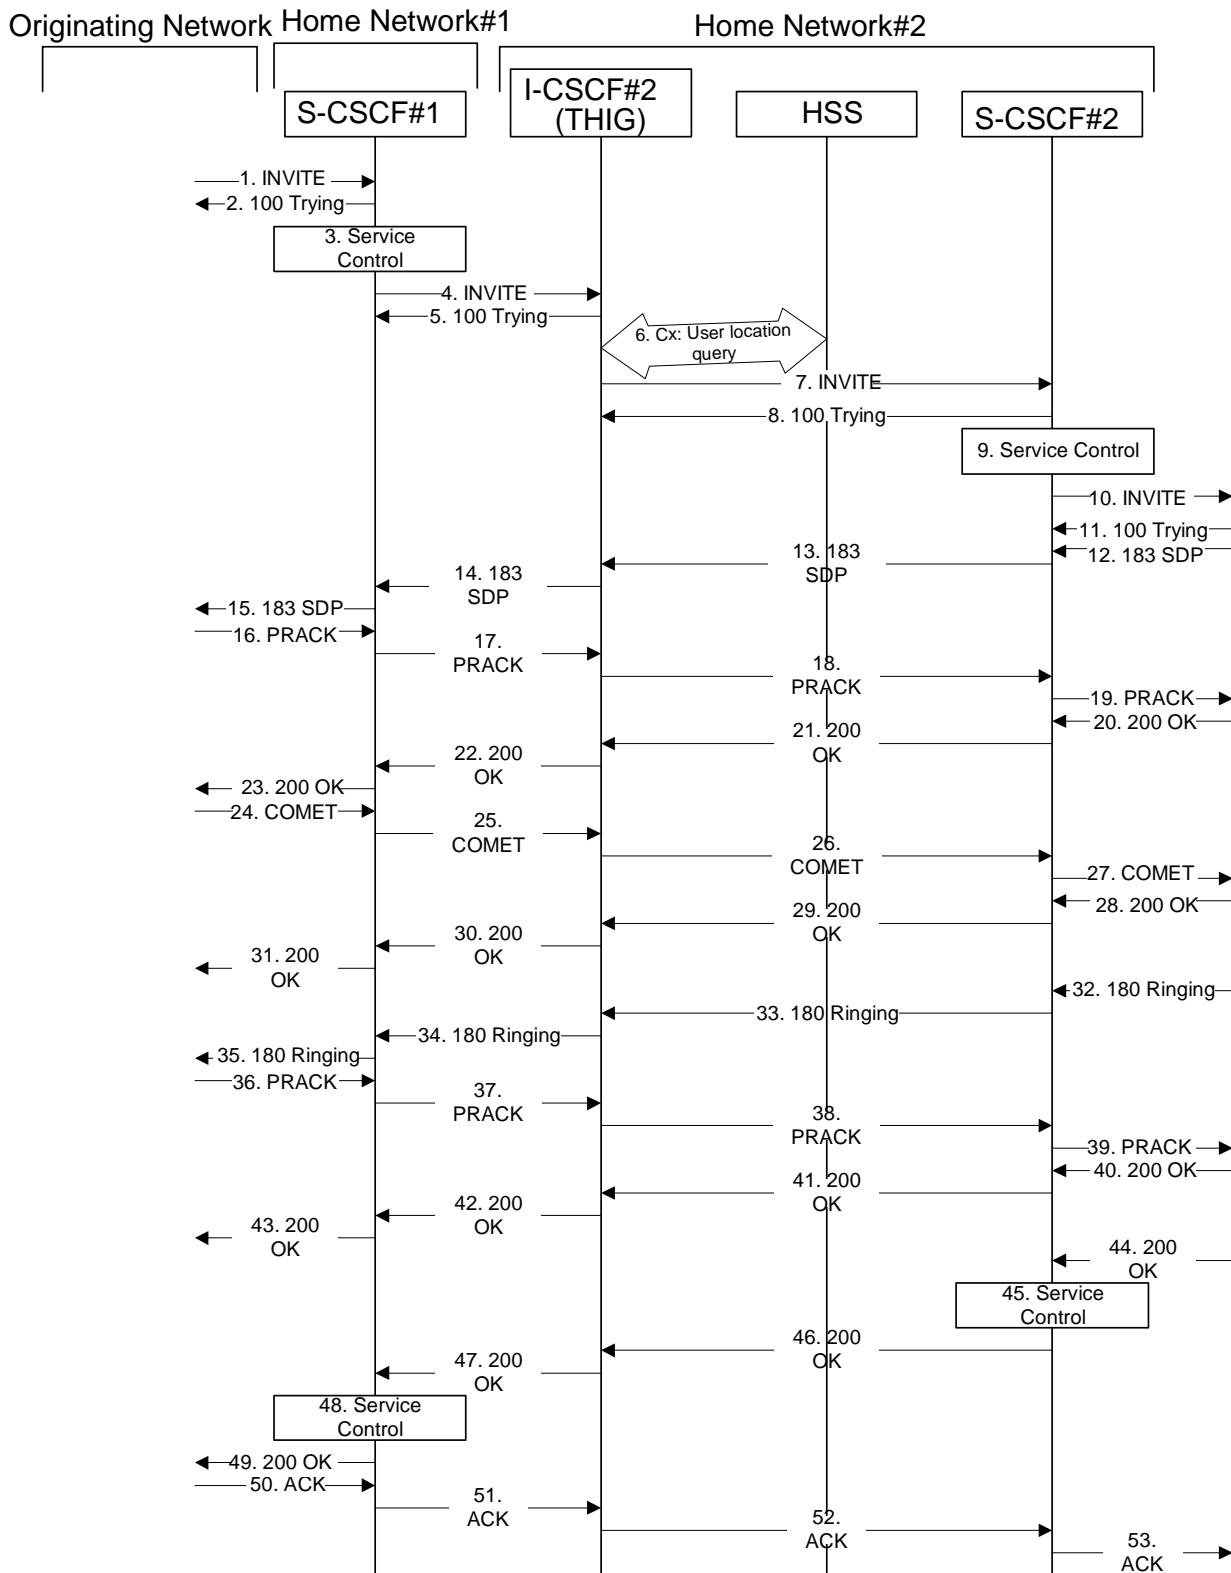 Originating Network
Home Network#1
Home Network#2
S-CSCF#1
I-CSCF#2
(THIG)
HSS
S-CSCF#2
1. INVITE
2. 100 Trying
3. Service
Control
4. INVITE
5. 100 Trying
6. Cx: User location
query
7. INVITE
8. 100 Trying
9. Service Control
10. INVITE
11. 100 Trying
12. 183 SDP
13. 183
SDP
14. 183
SDP
15. 183 SDP
16. PRACK
17.
PRACK
18.
PRACK
19. PRACK
20. 200 OK
21. 200
OK
22. 200
OK
23. 200 OK
24. COMET
25.
COMET
26.
COMET
27. COMET
28. 200 OK
29. 200
OK
30. 200
OK
31. 200
OK
32. 180 Ringing
33. 180 Ringing
34. 180 Ringing
35. 180 Ringing
36. PRACK
37.
PRACK
38.
PRACK
39. PRACK
40. 200 OK
41. 200
OK
42. 200
OK
43. 200
OK
44. 200
OK
45. Service
Control
46. 200
OK
47. 200
OK
48. Service
Control
49. 200 OK
50. ACK
51.
ACK
52.
ACK
53.
ACK